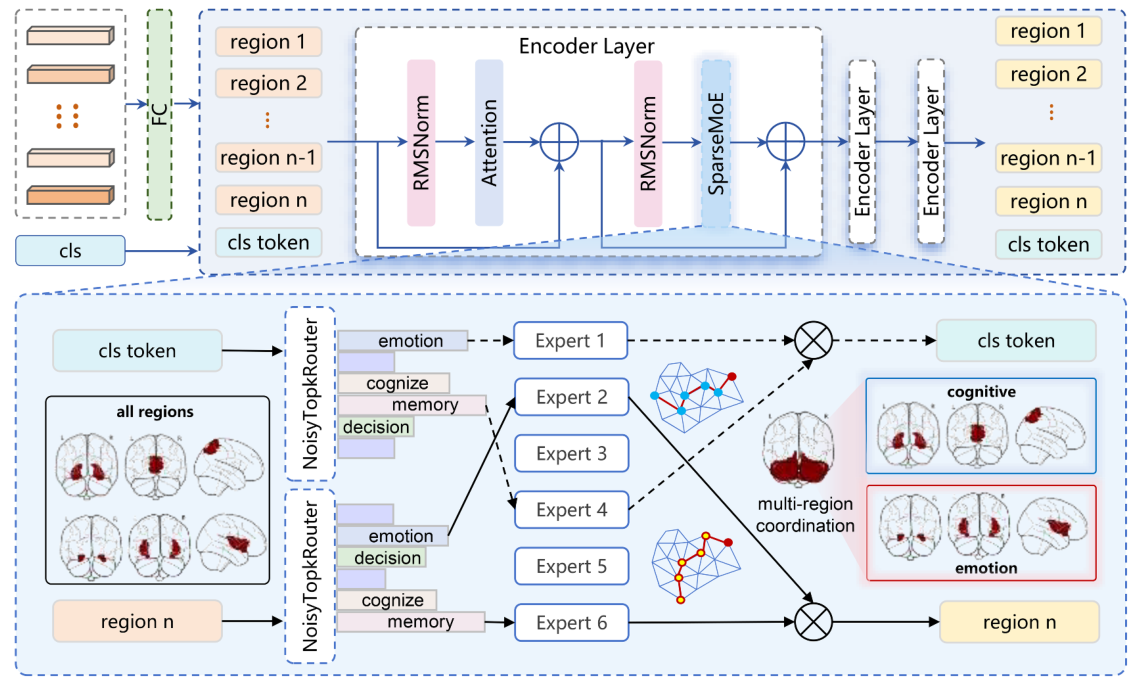 FC
cls
region 1
region 2
region n-1
region n
cls token
Encoder Layer
RMSNorm
Attention
RMSNorm
SparseMoE
Encoder Layer
Encoder Layer
region 1
region 2
region n-1
region n
cls token
cls token
all regions
L R
L R
L R
L R
region n
NoisyTopkRouter
emotion
cognize
memory
decision
NoisyTopkRouter
emotion
decision
cognize
memory
Expert 1
Expert 2
Expert 3
Expert 4
Expert 5
Expert 6
L R
multi-region
coordination
cls token
cognitive
L R
L R
L R
L R
emotion
region n